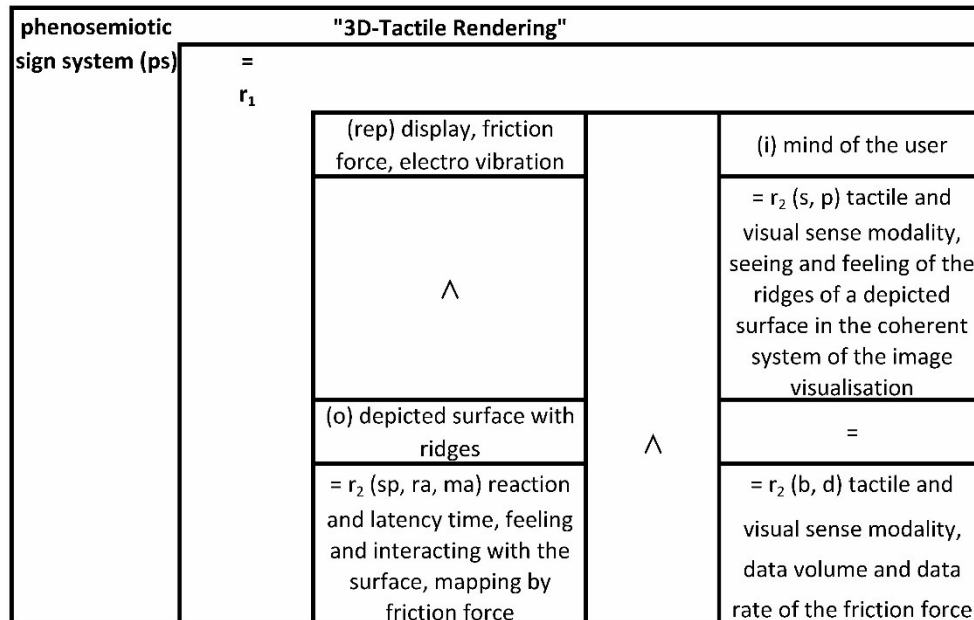 phenosemiotic "3D-Tactile Rendering"
sign system (ps) =
r₁
(rep) display, friction
force, electro vibration
(i) mind of the user
∧
= r₂ (s, p) tactile and
visual sense modality,
seeing and feeling of the
ridges of a depicted
surface in the coherent
system of the image
visualisation
(o) depicted surface with
ridges
∧
=
= r₂ (sp, ra, ma) reaction
and latency time, feeling
and interacting with the
surface, mapping by
friction force
= r₂ (b, d) tactile and
visual sense modality,
data volume and data
rate of the friction force